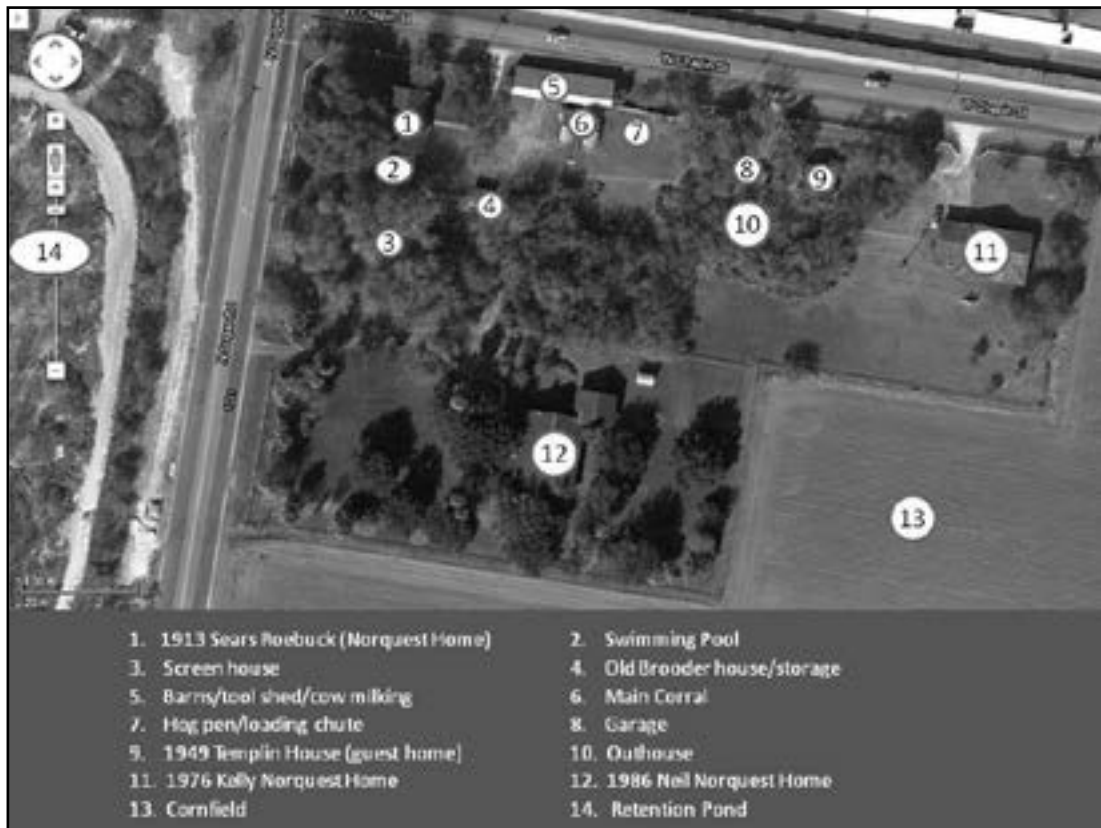 5
6
7
1
2
8
9
4
10
3
14
11
12
13
1. 1913 Sears Roebuck (Norquest Home)
2. Swimming Pool
3. Screen house
4. Old Brooder house/storage
5. Barns/tool shed/cow milking
6. Main Corral
7. Hog pen/loading chute
8. Garage
9. 1949 Templin House (guest home)
10. Outhouse
11. 1976 Kelly Norquest Home
12. 1986 Neil Norquest Home
13. Cornfield
14. Retention Pond